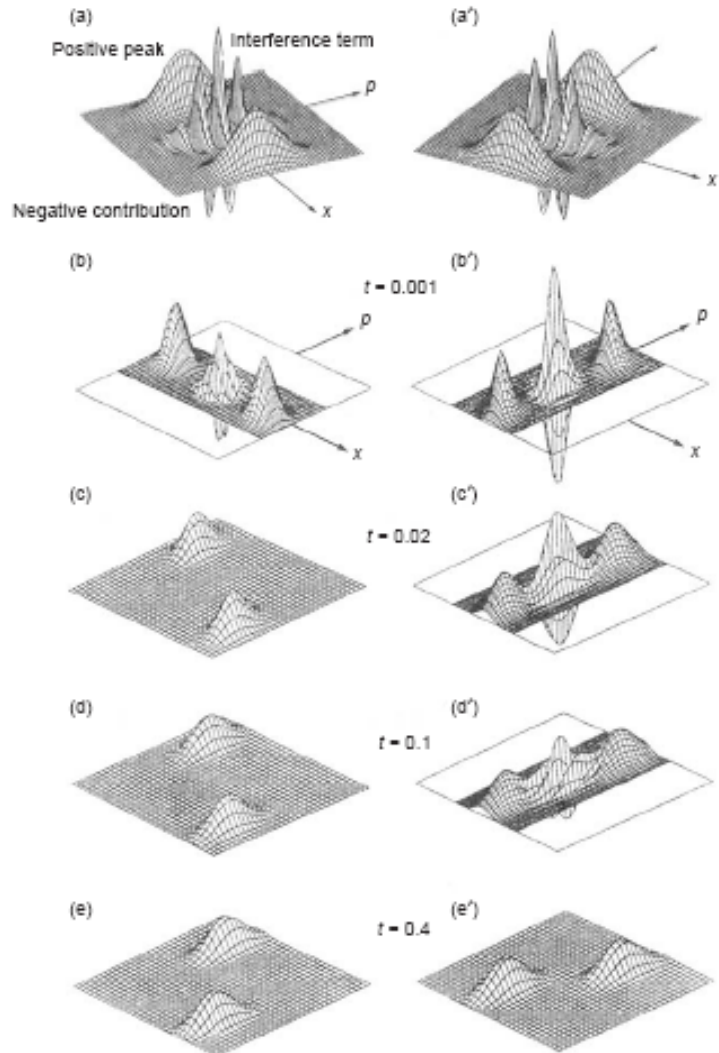 (a)
(a′)
Positive peak
Interference term
p
Negative contribution
x
x
(b)
(b′)
t = 0.001
p
p
x
x
(c)
(c′)
t = 0.02
(d)
(d′)
t = 0.1
(e)
(e′)
t = 0.4